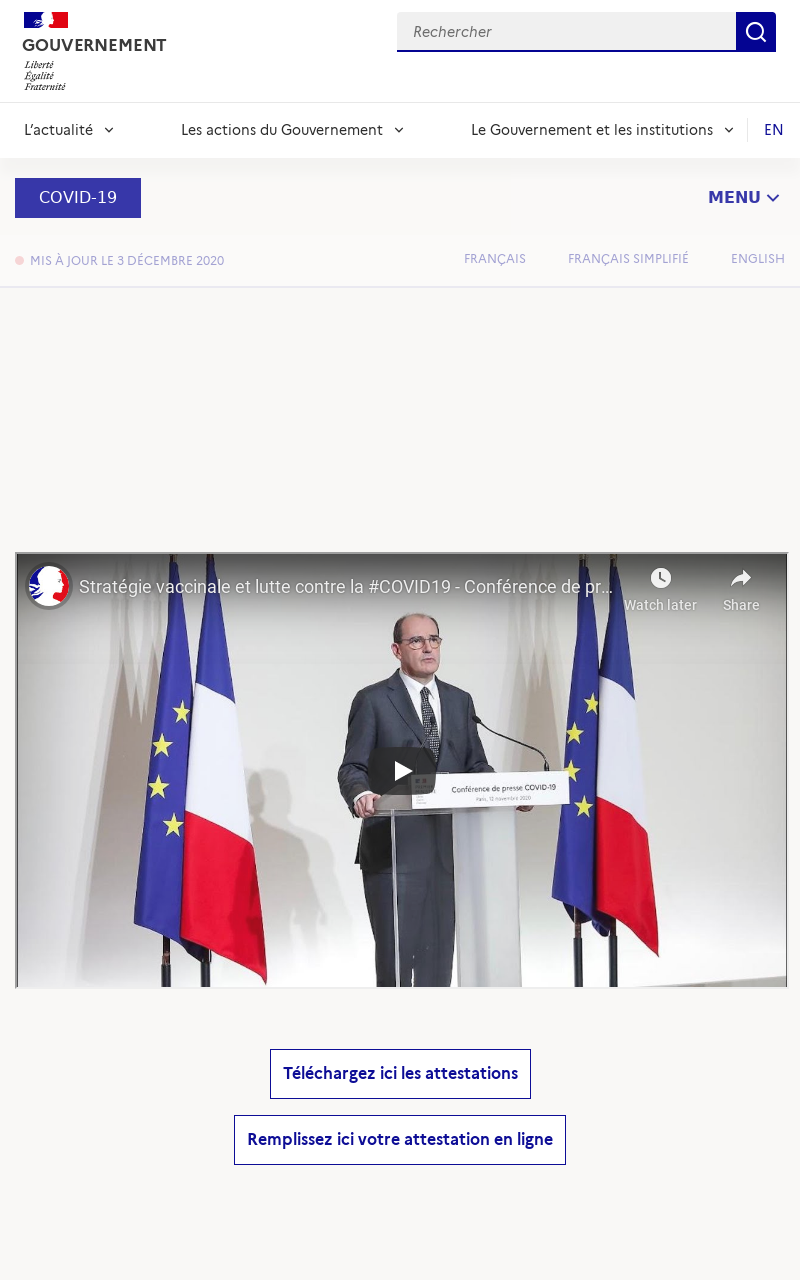 GOUVERNEMENT
Liberté
Égalité
Fraternité
Rechercher
L'actualité
Les actions du Gouvernement
Le Gouvernement et les institutions
EN
COVID-19
MENU
MIS À JOUR LE 3 DÉCEMBRE 2020
FRANÇAIS
FRANÇAIS SIMPLIFIÉ
ENGLISH
Stratégie vaccinale et lutte contre la #COVID19 - Conférence de pr…
Watch later
Share
Conférence de presse COVID-19
Paris, 12 novembre 2020
Téléchargez ici les attestations
Remplissez ici votre attestation en ligne